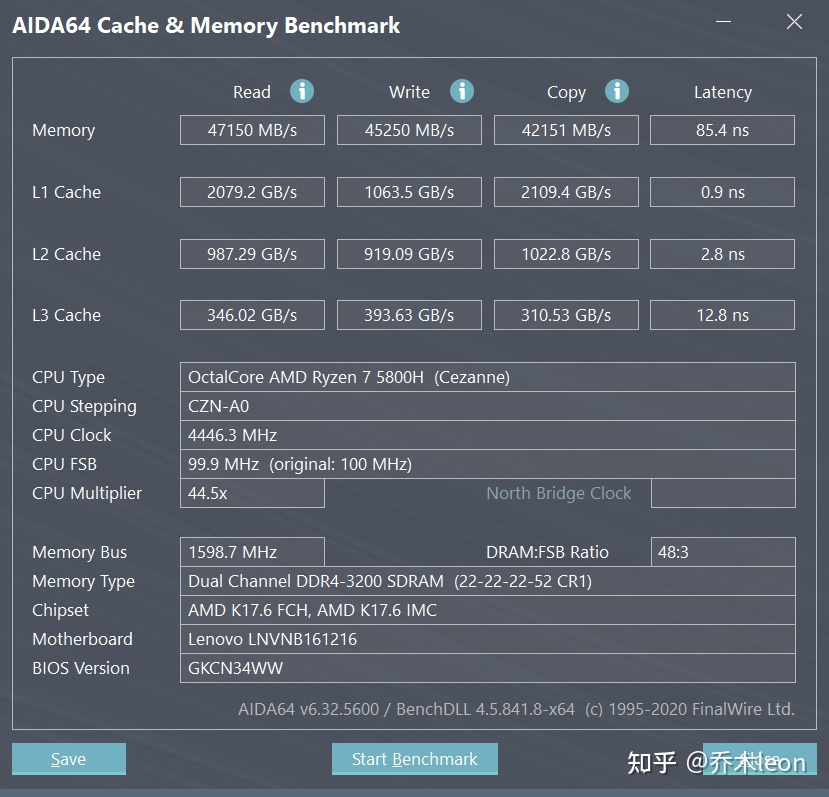 AIDA64 Cache & Memory Benchmark
Read Write Copy Latency
Memory 47150 MB/s 45250 MB/s 42151 MB/s 85.4 ns
L1 Cache 2079.2 GB/s 1063.5 GB/s 2109.4 GB/s 0.9 ns
L2 Cache 987.29 GB/s 919.09 GB/s 1022.8 GB/s 2.8 ns
L3 Cache 346.02 GB/s 393.63 GB/s 310.53 GB/s 12.8 ns
CPU Type OctalCore AMD Ryzen 7 5800H (Cezanne)
CPU Stepping CZN-A0
CPU Clock 4446.3 MHz
CPU FSB 99.9 MHz (original: 100 MHz)
CPU Multiplier 44.5x North Bridge Clock
Memory Bus 1598.7 MHz DRAM:FSB Ratio 48:3
Memory Type Dual Channel DDR4-3200 SDRAM (22-22-22-52 CR1)
Chipset AMD K17.6 FCH, AMD K17.6 IMC
Motherboard Lenovo LNVNB161216
BIOS Version GKCN34WW
AIDA64 v6.32.5600 / BenchDLL 4.5.841.8-x64 (c) 1995-2020 FinalWire Ltd.
Save Start Benchmark Close
知乎 @乔木leon